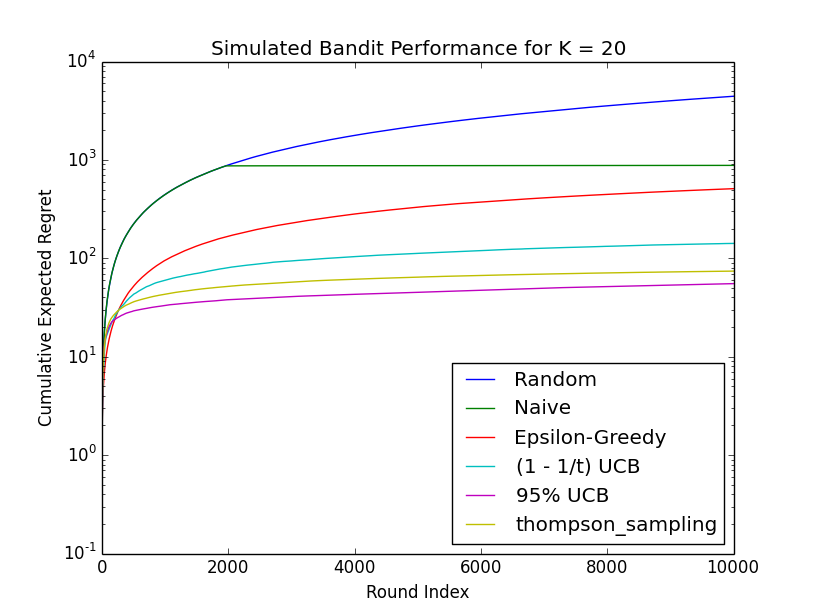 Simulated Bandit Performance for K = 20
Cumulative Expected Regret
10^4
10^3
10^2
10^1
10^0
10^-1
0
2000
4000
6000
8000
10000
Round Index
Random
Naive
Epsilon-Greedy
(1 - 1/t) UCB
95% UCB
thompson_sampling